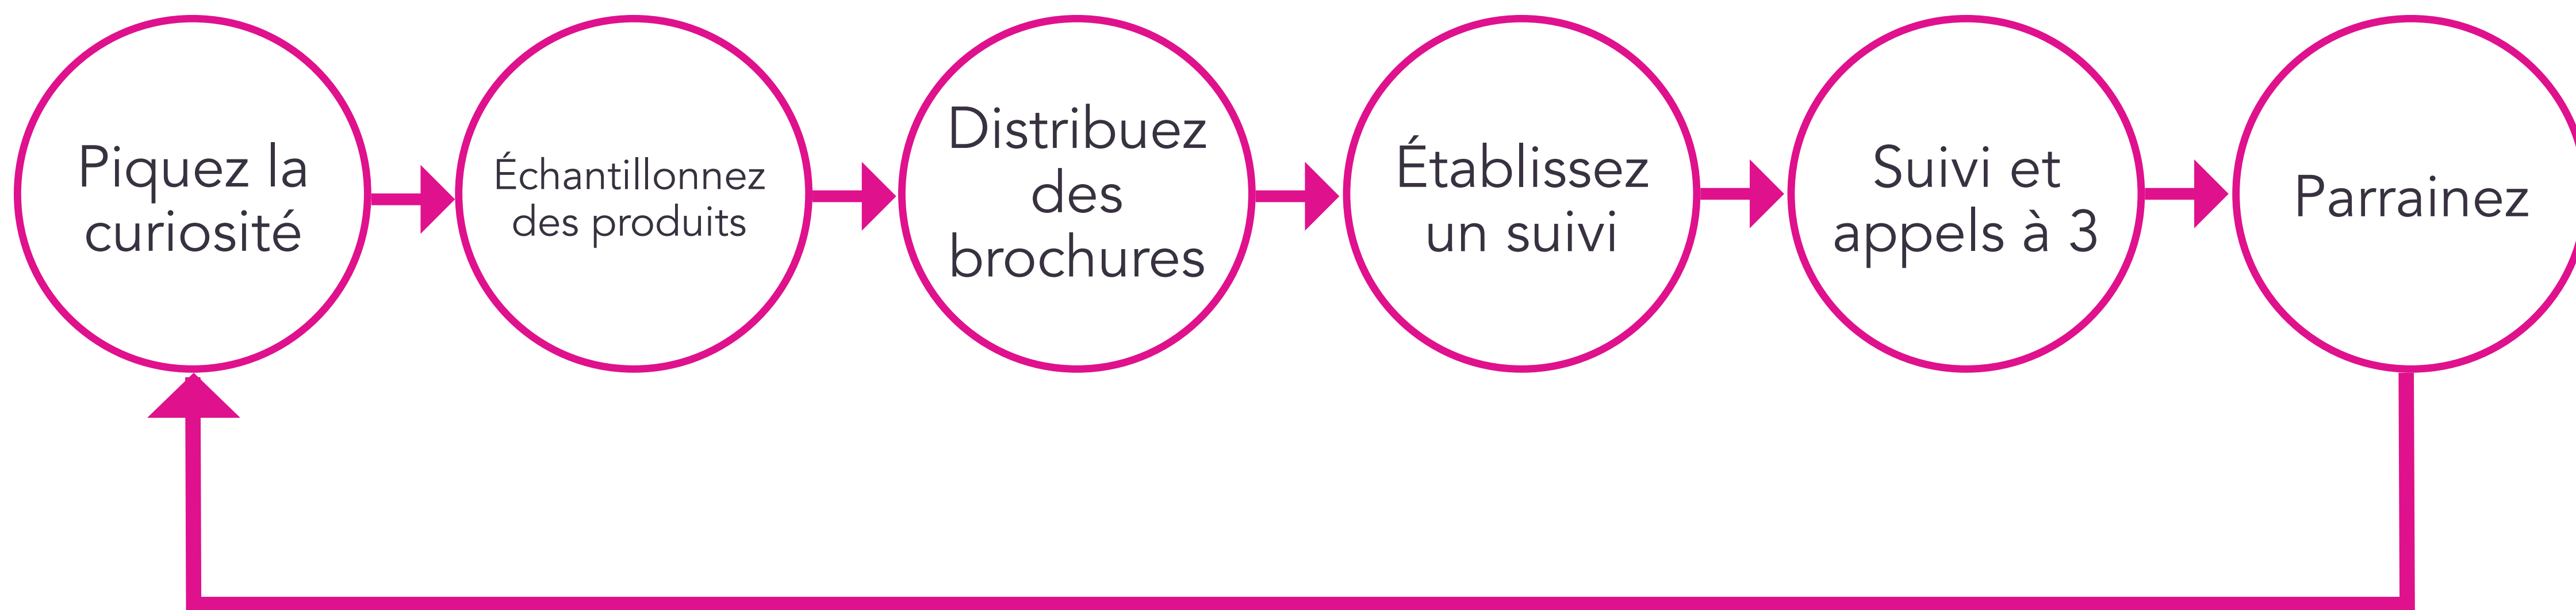 Piquez la
curiosité
Échantillonnez
des produits
Distribuez
des
brochures
Établissez
un suivi
Suivi et
appels à 3
Parrainez